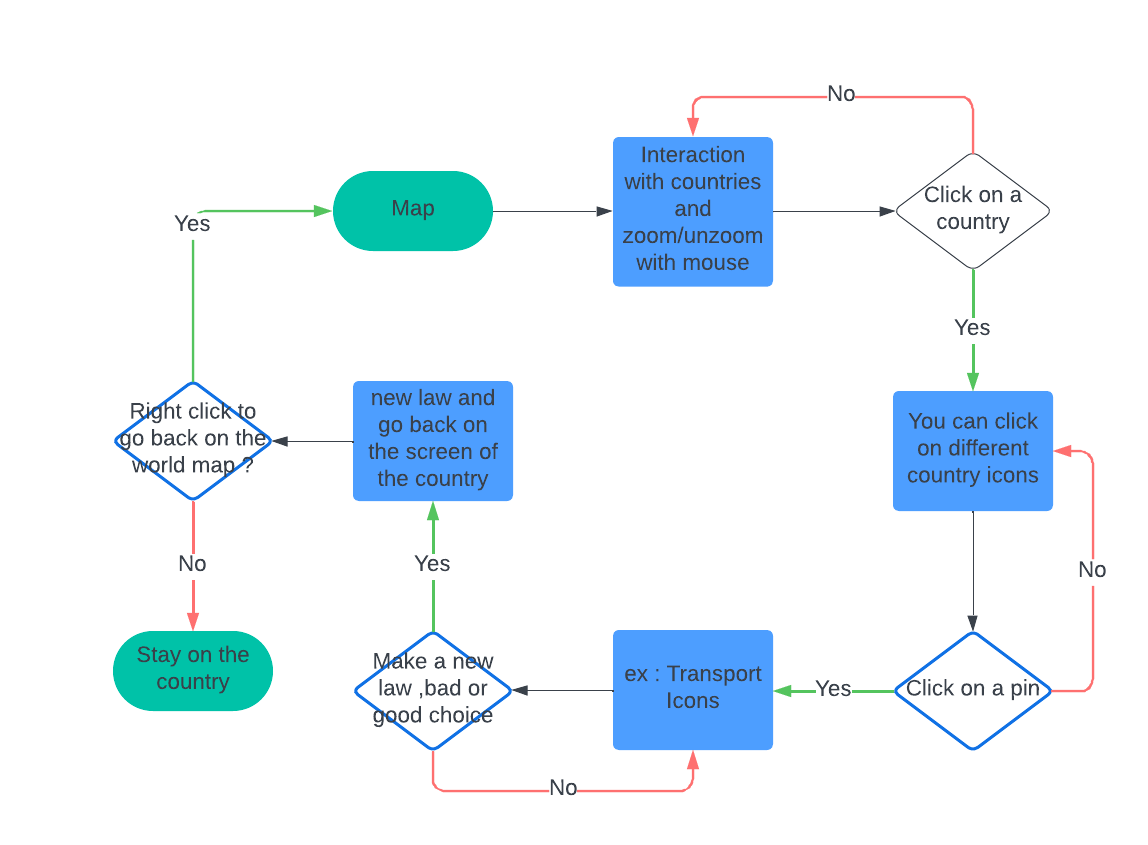 No
Interaction
with countries
and
zoom/unzoom
with mouse
Click on a
country
Map
Yes
Yes
Right click to
go back on the
world map ?
new law and
go back on
the screen of
the country
You can click
on different
country icons
No
Yes
No
Stay on the
country
Make a new
law ,bad or
good choice
ex : Transport
Icons
Yes
Click on a pin
No